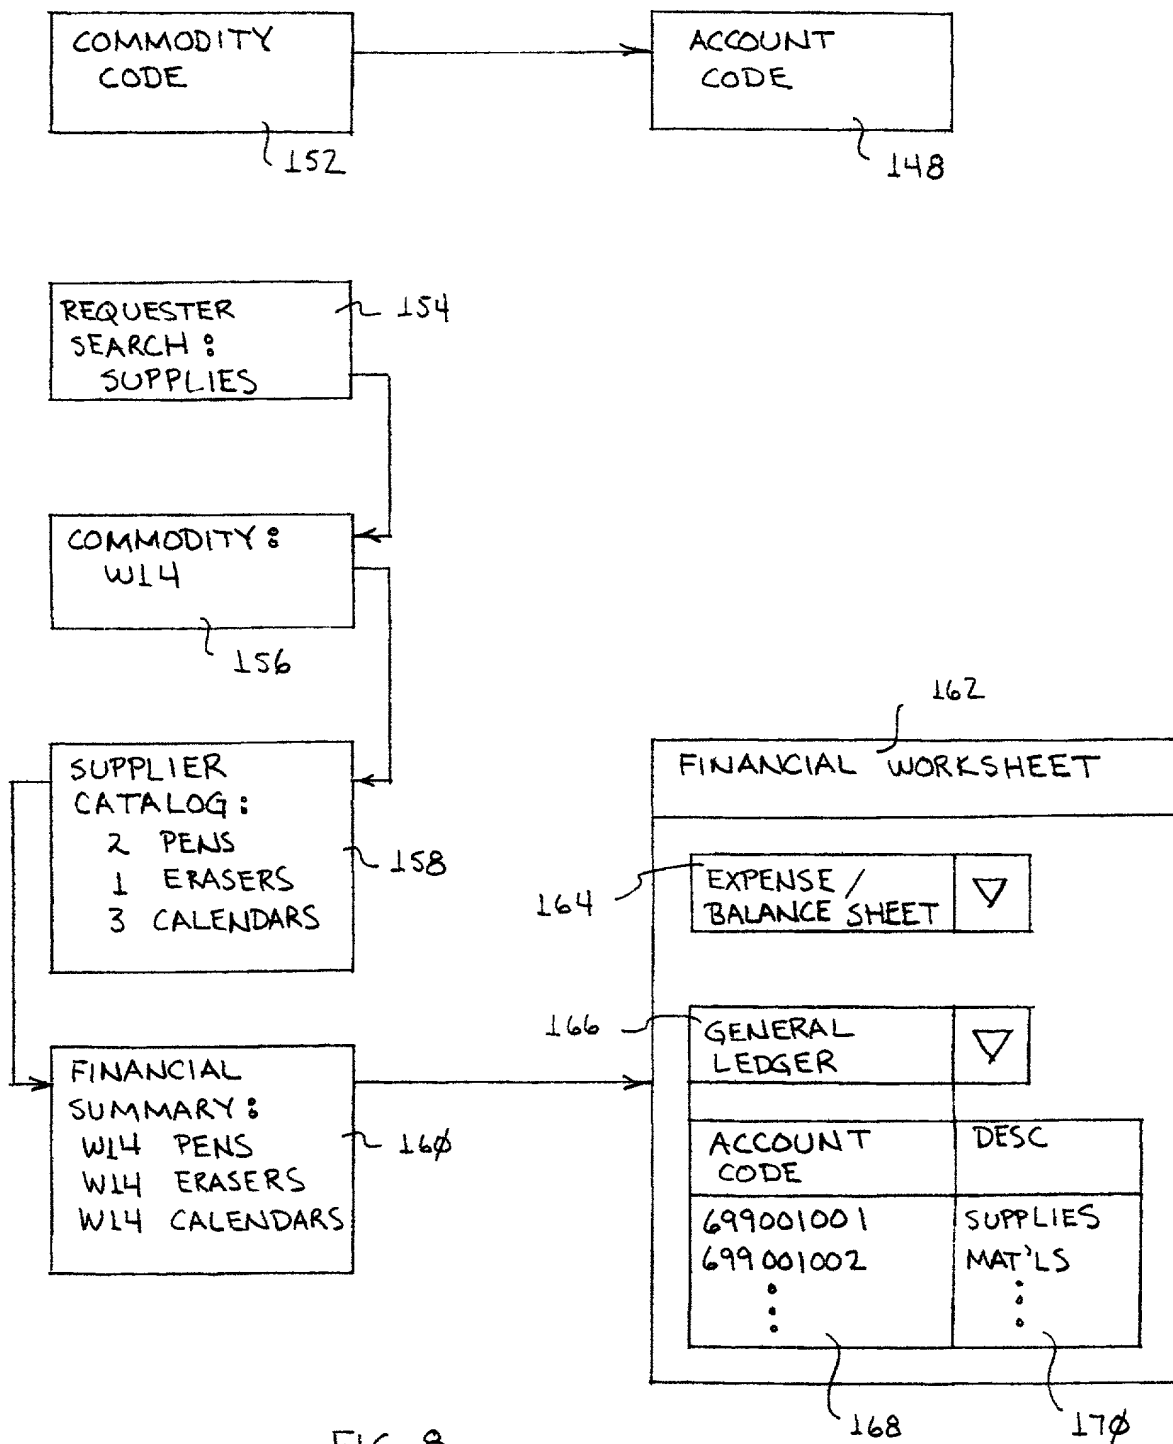 COMMODITY
CODE
152
ACCOUNT
CODE
148
REQUESTER
SEARCH:
SUPPLIES
154
COMMODITY:
W14
156
SUPPLIER
CATALOG:
2 PENS
1 ERASERS
3 CALENDARS
158
FINANCIAL
SUMMARY:
W14 PENS
W14 ERASERS
W14 CALENDARS
16Ø
162
FINANCIAL WORKSHEET
164
EXPENSE/
BALANCE SHEET
166
GENERAL
LEDGER
ACCOUNT
CODE
DESC
699001001 SUPPLIES
699001002 MAT'LS
168
17Ø